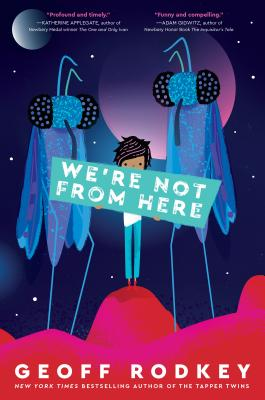 "Profound and timely."
—KATHERINE APPLEGATE, author of
Newbery Medal winner The One and Only Ivan
"Funny and compelling."
—ADAM GIDWITZ, author of
Newbery Honor Book The Inquisitor's Tale
WE'RE NOT
FROM HERE
GEOFF RODKEY
NEW YORK TIMES BESTSELLING AUTHOR OF THE TAPPER TWINS